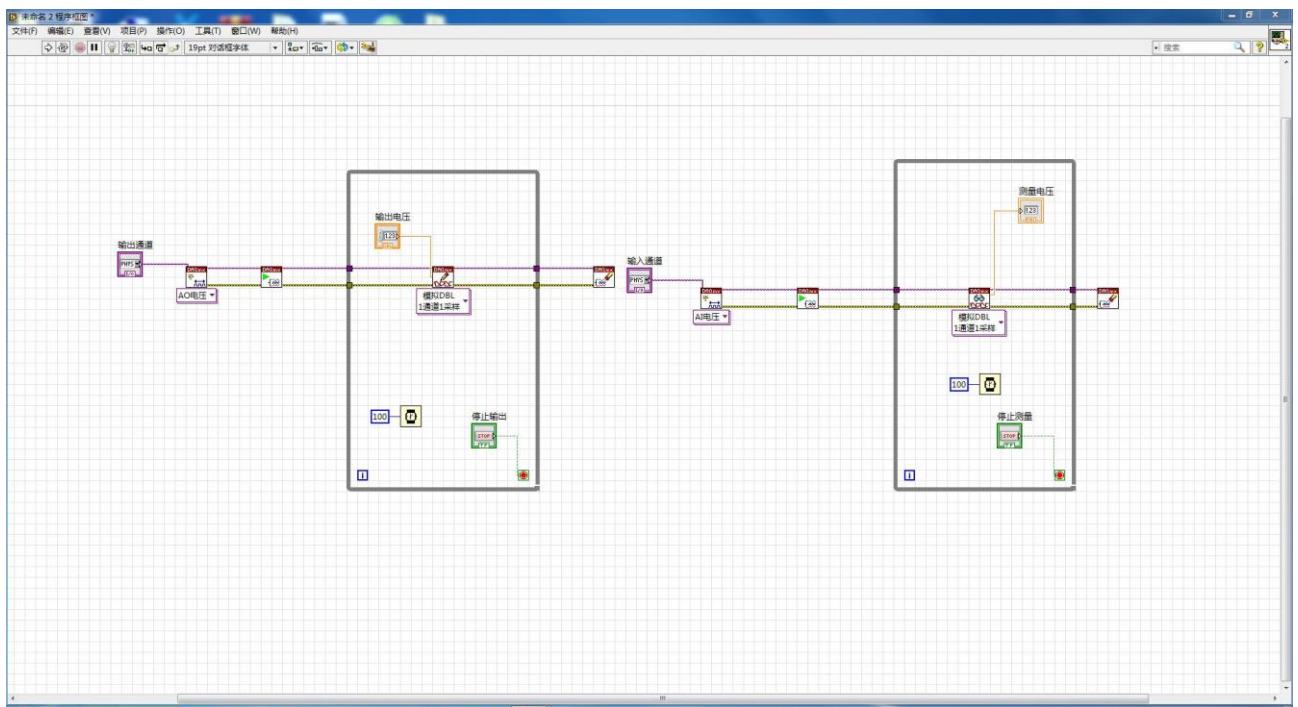 未命名 2 程序框图 *
文件(F) 编辑(E) 查看(V) 项目(P) 操作(O) 工具(T) 窗口(W) 帮助(H)
19pt 对话框字体
搜索
2
测量电压
123
输出电压
123
输出通道
输入通道
AO电压
模拟DBL
1通道1采样
AI电压
模拟DBL
1通道1采样
100
100
停止输出
停止测量
STOP
STOP
i
i